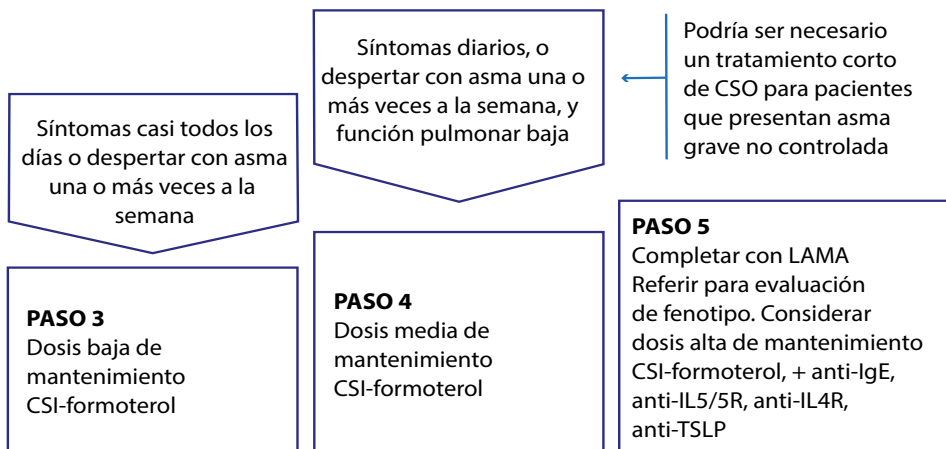 Síntomas casi todos los
días o despertar con asma
una o más veces a la
semana
Síntomas diarios, o
despertar con asma una o
más veces a la semana, y
función pulmonar baja
Podría ser necesario
un tratamiento corto
de CSO para pacientes
que presentan asma
grave no controlada
PASO 3
Dosis baja de
mantenimiento
CSI-formoterol
PASO 4
Dosis media de
mantenimiento
CSI-formoterol
PASO 5
Completar con LAMA
Referir para evaluación
de fenotipo. Considerar
dosis alta de mantenimiento
CSI-formoterol, + anti-IgE,
anti-IL5/5R, anti-IL4R,
anti-TSLP